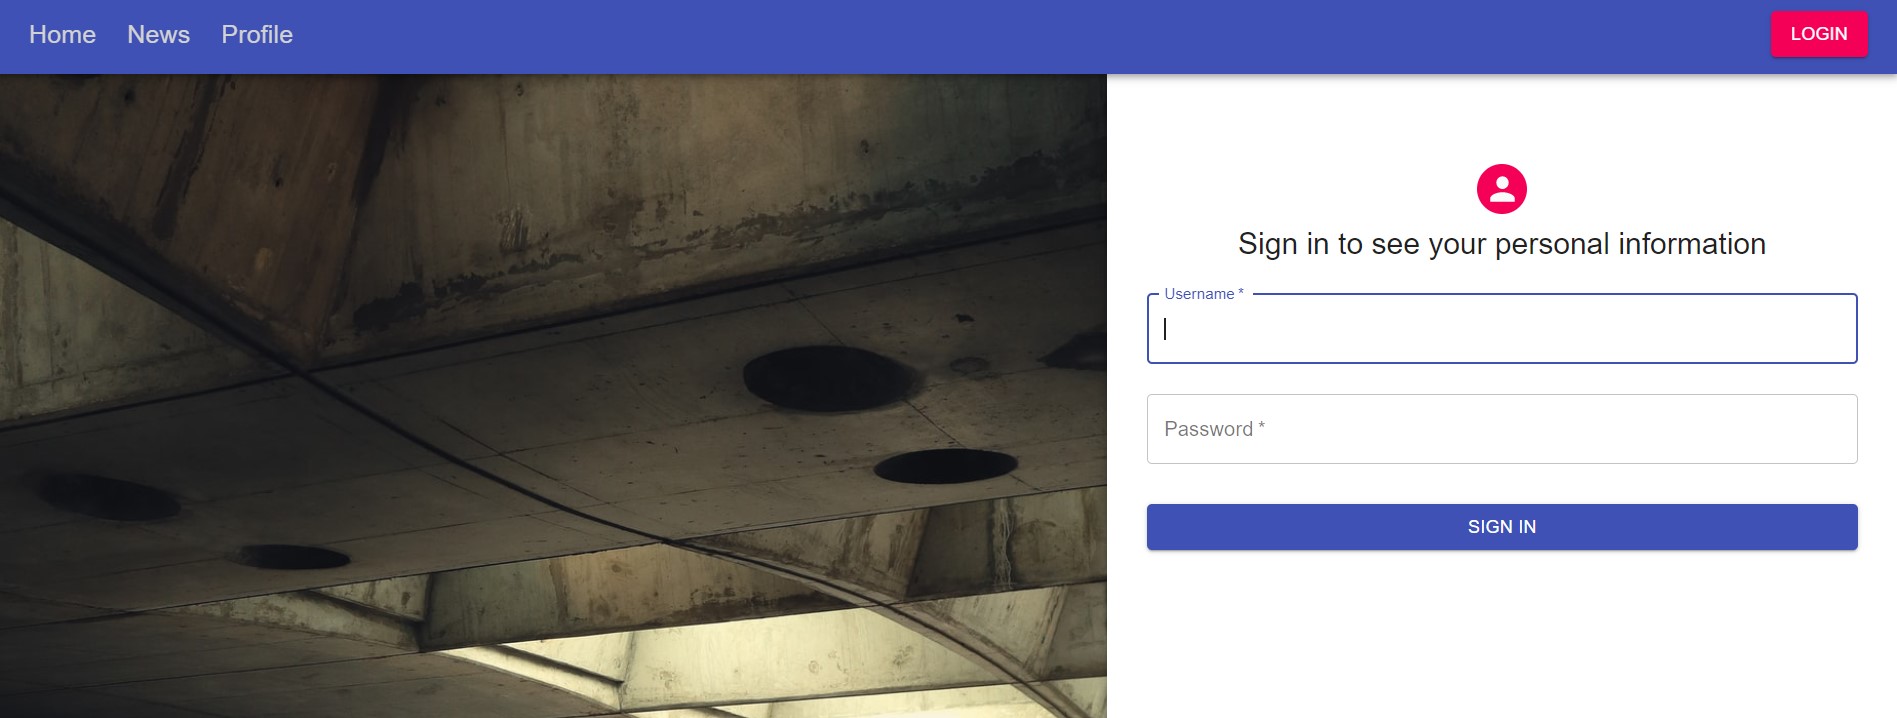 Home News Profile LOGIN
Sign in to see your personal information
Username *
Password *
SIGN IN